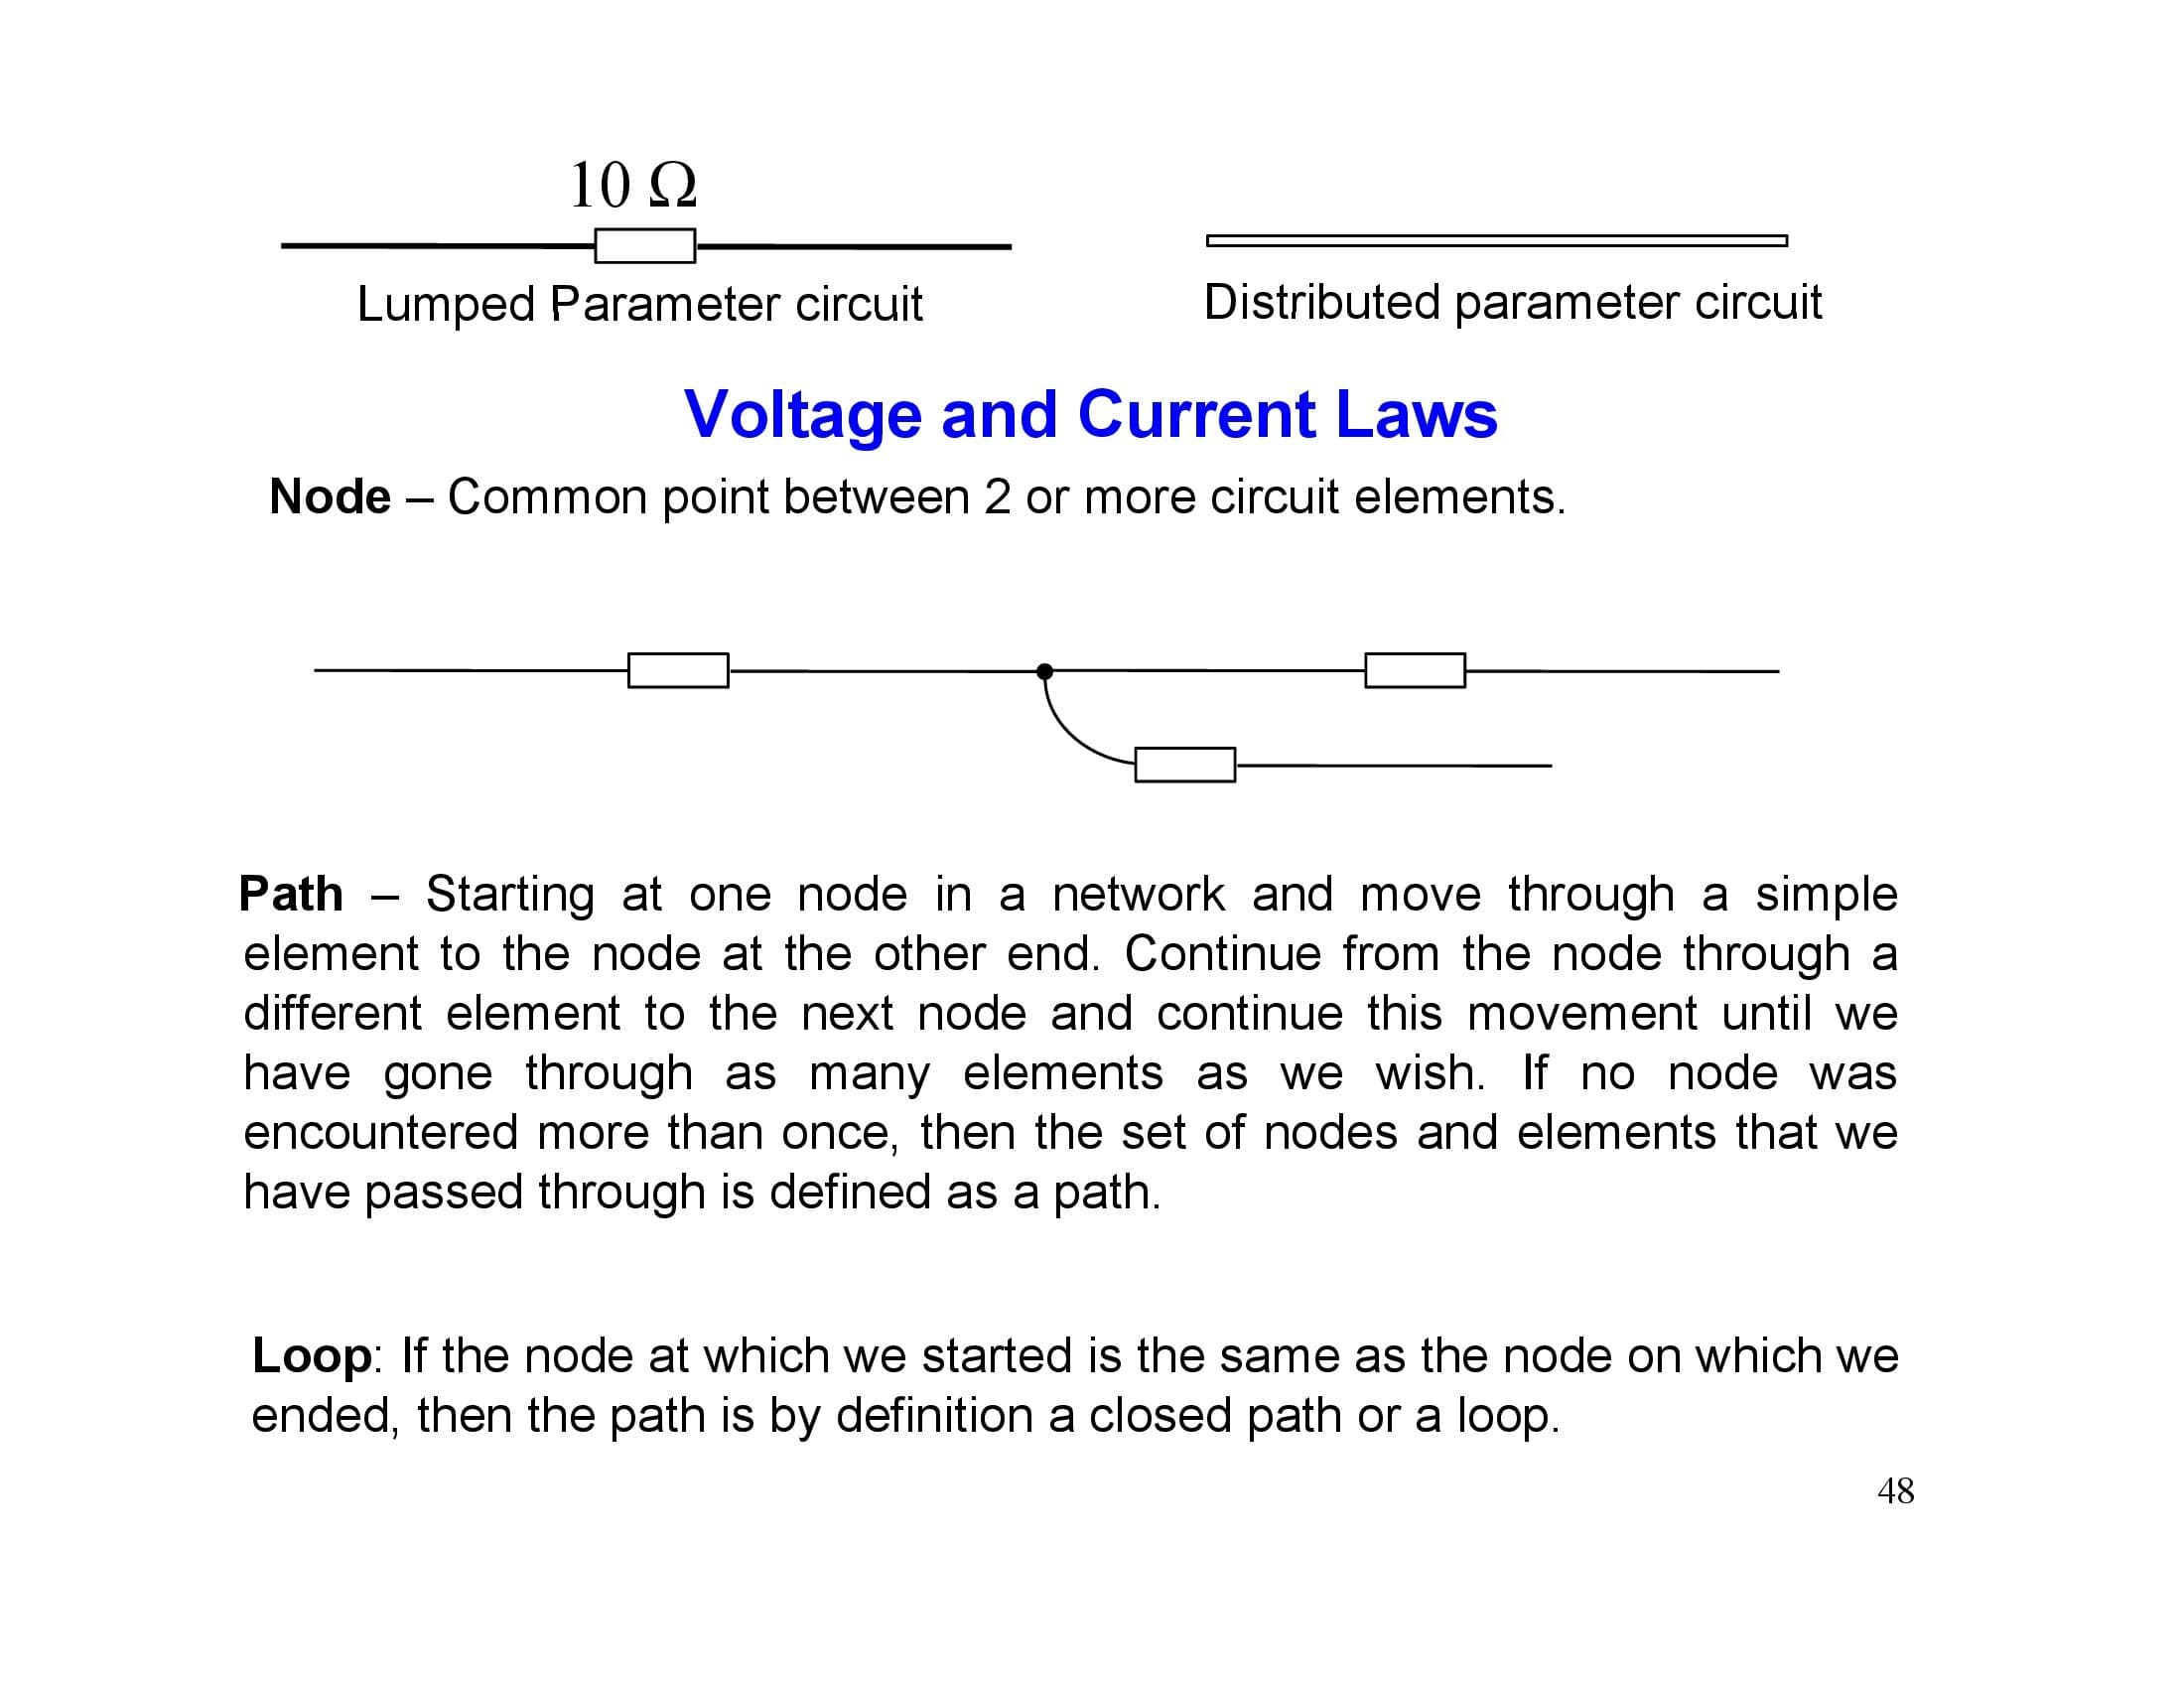 10 Ω
Lumped Parameter circuit
Distributed parameter circuit
Voltage and Current Laws
Node – Common point between 2 or more circuit elements.
Path – Starting at one node in a network and move through a simple
element to the node at the other end. Continue from the node through a
different element to the next node and continue this movement until we
have gone through as many elements as we wish. If no node was
encountered more than once, then the set of nodes and elements that we
have passed through is defined as a path.
Loop: If the node at which we started is the same as the node on which we
ended, then the path is by definition a closed path or a loop.
48